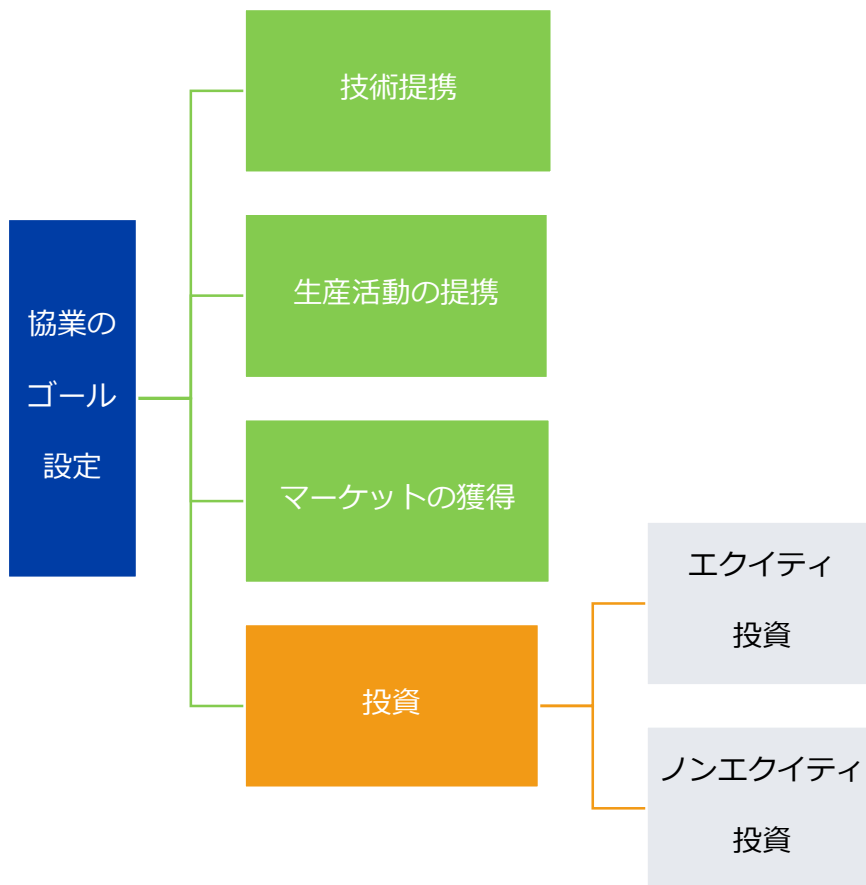 技術提携
生産活動の提携
協業の
ゴール
設定
マーケットの獲得
エクイティ
投資
投資
ノンエクイティ
投資